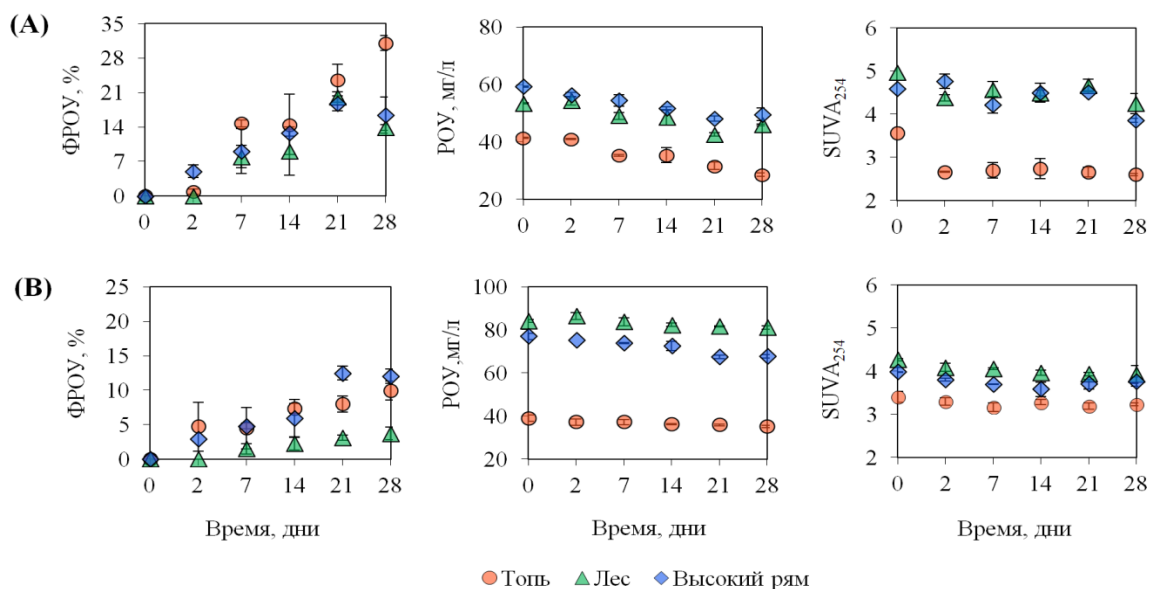 (A)
ФРОУ, %
35
28
21
14
7
0
0 2 7 14 21 28
РОУ, мг/л
80
60
40
20
0 2 7 14 21 28
SUVA254
6
5
4
3
2
0 2 7 14 21 28
(B)
ФРОУ, %
25
20
15
10
5
0
0 2 7 14 21 28
Время, дни
РОУ,мг/л
100
80
60
40
20
0 2 7 14 21 28
Время, дни
SUVA254
6
5
4
3
2
0 2 7 14 21 28
Время, дни
Топь Лес Высокий рям